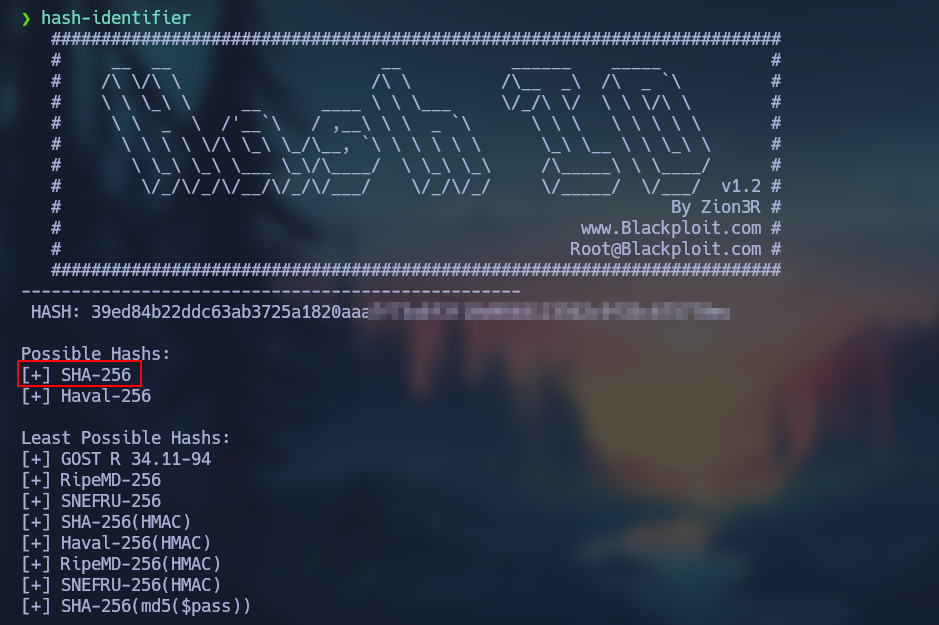 ❯ hash-identifier
   #########################################################################
   #     __  __                     __           ______    _____           #
   #    /\ \/\ \                   /\ \         /\__  _\  /\  _ `\         #
   #    \ \ \_\ \     __      ____ \ \ \___     \/_/\ \/  \ \ \/\ \        #
   #     \ \  _  \  /'__`\   / ,__\ \ \  _ `\      \ \ \   \ \ \ \ \       #
   #      \ \ \ \ \/\ \_\ \_/\__, `\ \ \ \ \ \      \_\ \__ \ \ \_\ \      #
   #       \ \_\ \_\ \___ \_\/\____/  \ \_\ \_\     /\_____\ \ \____/      #
   #        \/_/\/_/\/__/\/_/\/___/    \/_/\/_/     \/_____/  \/___/  v1.2 #
   #                                                             By Zion3R #
   #                                                    www.Blackploit.com #
   #                                                   Root@Blackploit.com #
   #########################################################################
--------------------------------------------------
 HASH: 39ed84b22ddc63ab3725a1820aaa
Possible Hashs:
[+] SHA-256
[+] Haval-256
Least Possible Hashs:
[+] GOST R 34.11-94
[+] RipeMD-256
[+] SNEFRU-256
[+] SHA-256(HMAC)
[+] Haval-256(HMAC)
[+] RipeMD-256(HMAC)
[+] SNEFRU-256(HMAC)
[+] SHA-256(md5($pass))